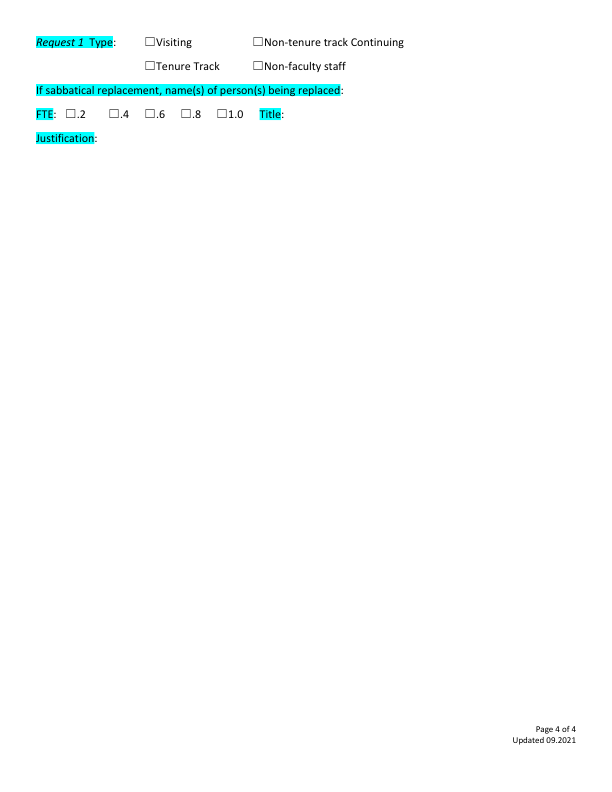 Request 1 Type: ☐Visiting ☐Non-tenure track Continuing
☐Tenure Track ☐Non-faculty staff
If sabbatical replacement, name(s) of person(s) being replaced:
FTE: ☐.2 ☐.4 ☐.6 ☐.8 ☐1.0 Title:
Justification:
Page 4 of 4
Updated 09.2021